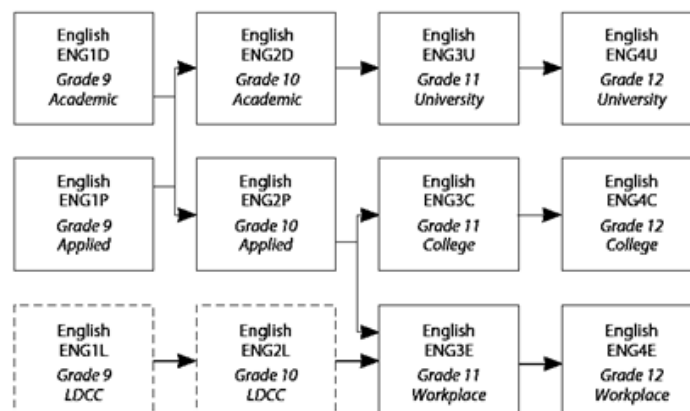 English
ENG1D
Grade 9
Academic
English
ENG2D
Grade 10
Academic
English
ENG3U
Grade 11
University
English
ENG4U
Grade 12
University
English
ENG1P
Grade 9
Applied
English
ENG2P
Grade 10
Applied
English
ENG3C
Grade 11
College
English
ENG4C
Grade 12
College
English
ENG1L
Grade 9
LDCC
English
ENG2L
Grade 10
LDCC
English
ENG3E
Grade 11
Workplace
English
ENG4E
Grade 12
Workplace